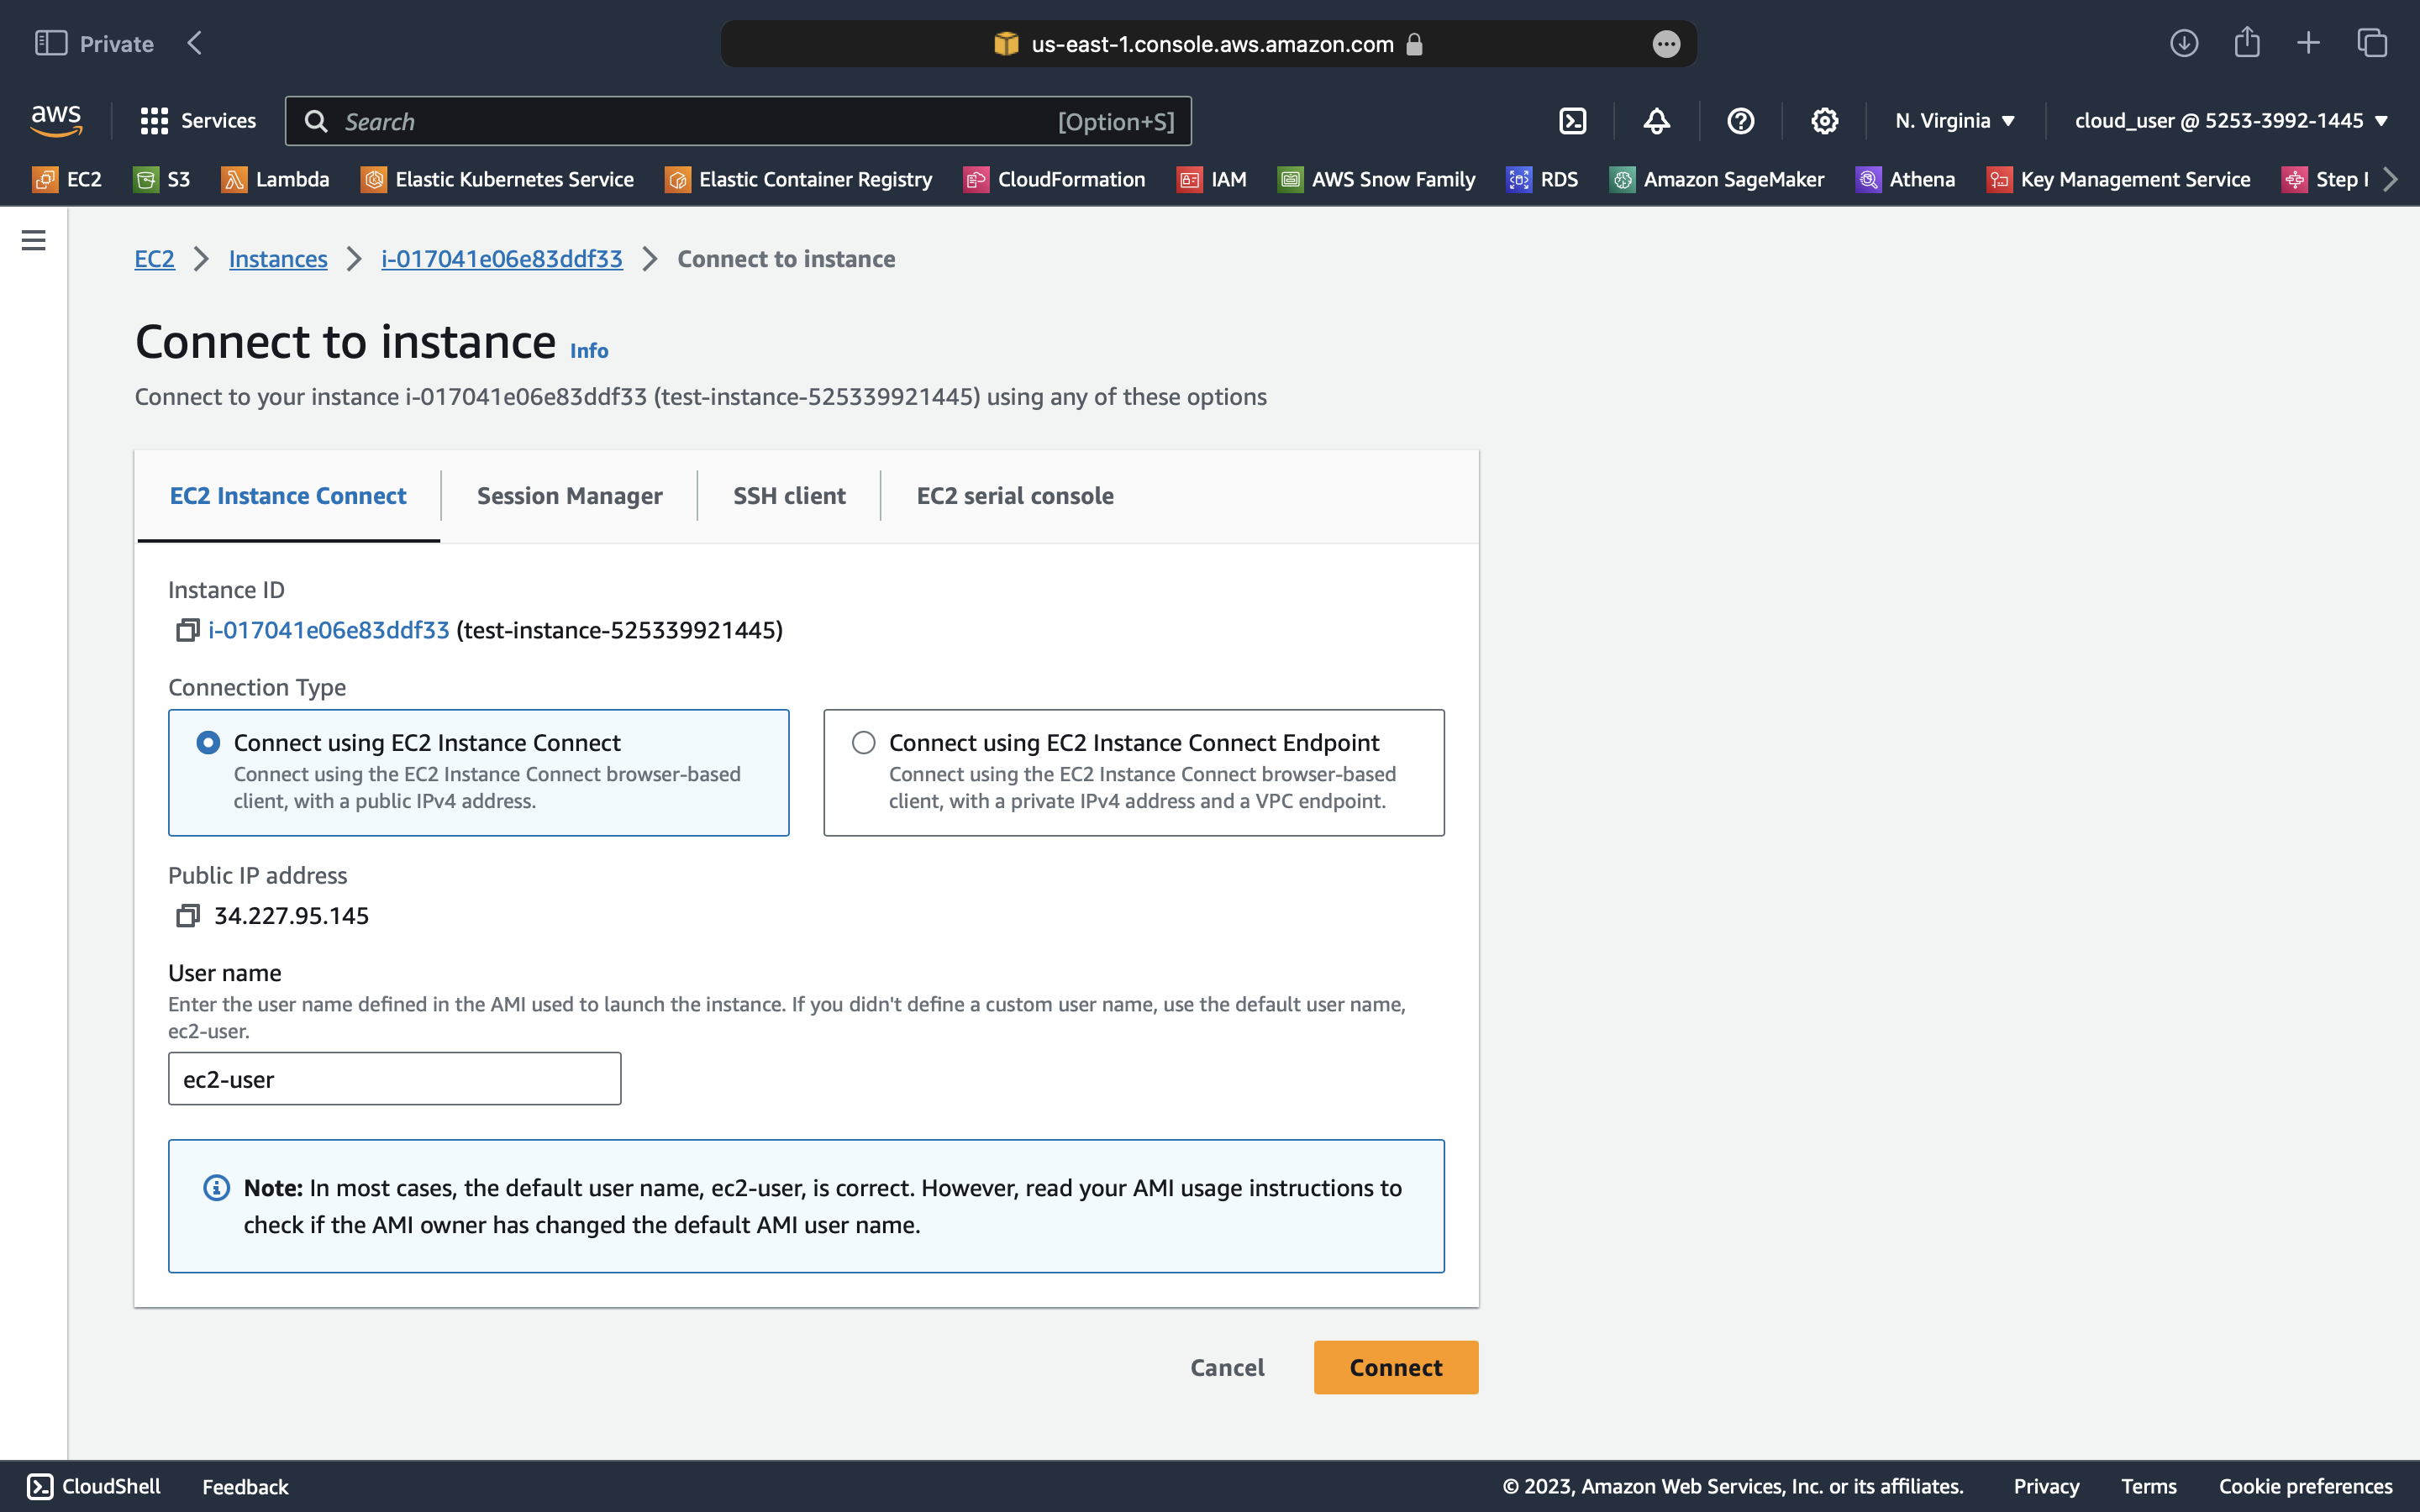 Private
us-east-1.console.aws.amazon.com
aws
Services
Search
[Option+S]
N. Virginia
cloud_user @ 5253-3992-1445
EC2
S3
Lambda
Elastic Kubernetes Service
Elastic Container Registry
CloudFormation
IAM
AWS Snow Family
RDS
Amazon SageMaker
Athena
Key Management Service
Step
EC2
Instances
i-017041e06e83ddf33
Connect to instance
Connect to instance Info
Connect to your instance i-017041e06e83ddf33 (test-instance-525339921445) using any of these options
EC2 Instance Connect
Session Manager
SSH client
EC2 serial console
Instance ID
i-017041e06e83ddf33 (test-instance-525339921445)
Connection Type
Connect using EC2 Instance Connect
Connect using the EC2 Instance Connect browser-based
client, with a public IPv4 address.
Connect using EC2 Instance Connect Endpoint
Connect using the EC2 Instance Connect browser-based
client, with a private IPv4 address and a VPC endpoint.
Public IP address
34.227.95.145
User name
Enter the user name defined in the AMI used to launch the instance. If you didn't define a custom user name, use the default user name,
ec2-user.
ec2-user
Note: In most cases, the default user name, ec2-user, is correct. However, read your AMI usage instructions to
check if the AMI owner has changed the default AMI user name.
Cancel
Connect
CloudShell
Feedback
© 2023, Amazon Web Services, Inc. or its affiliates.
Privacy
Terms
Cookie preferences